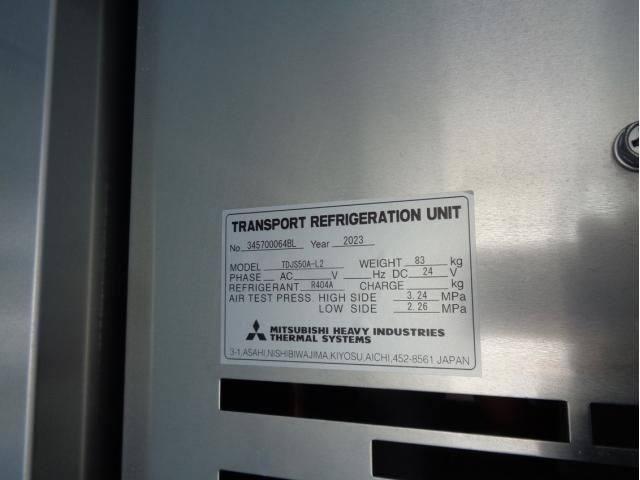 TRANSPORT REFRIGERATION UNIT
No 345700064BL Year 2023
MODEL TDJS50A-L2 WEIGHT 83 kg
PHASE AC V Hz DC 24 V
REFRIGERANT R404A CHARGE kg
AIR TEST PRESS. HIGH SIDE 3.24 MPa
LOW SIDE 2.26 MPa
MITSUBISHI HEAVY INDUSTRIES
THERMAL SYSTEMS
3-1, ASAHI, NISHIBIWAJIMA, KIYOSU, AICHI, 452-8561 JAPAN